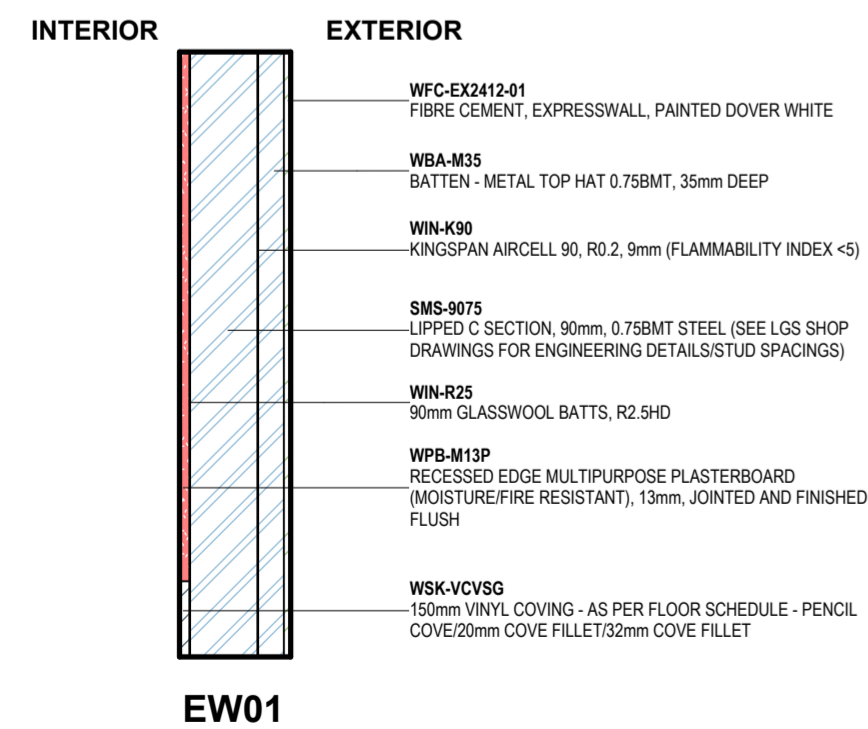 INTERIOR
EXTERIOR
WFC-EX2412-01
FIBRE CEMENT, EXPRESSWALL, PAINTED DOVER WHITE
WBA-M35
BATTEN - METAL TOP HAT 0.75BMT, 35mm DEEP
WIN-K90
KINGSPAN AIRCELL 90, R0.2, 9mm (FLAMMABILITY INDEX <5)
SMS-9075
LIPPED C SECTION, 90mm, 0.75BMT STEEL (SEE LGS SHOP
DRAWINGS FOR ENGINEERING DETAILS/STUD SPACINGS)
WIN-R25
90mm GLASSWOOL BATTS, R2.5HD
WPB-M13P
RECESSED EDGE MULTIPURPOSE PLASTERBOARD
(MOISTURE/FIRE RESISTANT), 13mm, JOINTED AND FINISHED
FLUSH
WSK-VCVSG
150mm VINYL COVING - AS PER FLOOR SCHEDULE - PENCIL
COVE/20mm COVE FILLET/32mm COVE FILLET
EW01